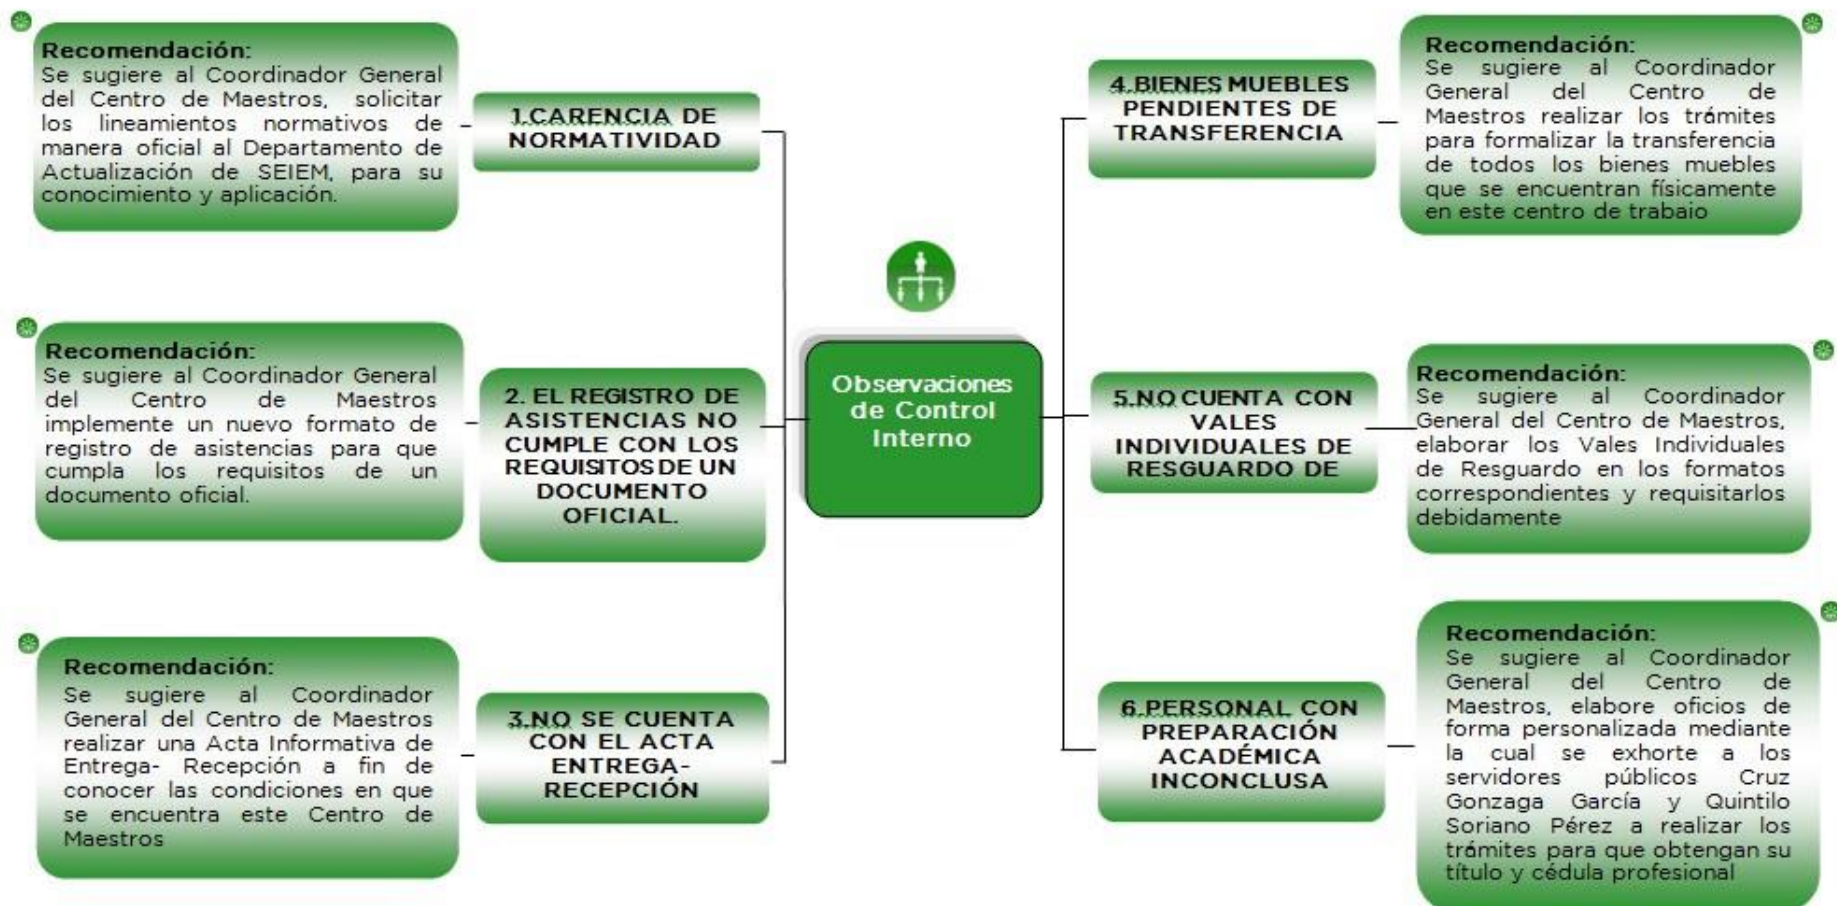 Recomendación:
Se sugiere al Coordinador General
del Centro de Maestros, solicitar
los lineamientos normativos de
manera oficial al Departamento de
Actualización de SEIEM, para su
conocimiento y aplicación.
1.CARENCIA DE
NORMATIVIDAD
Recomendación:
Se sugiere al Coordinador General
del Centro de Maestros
implemente un nuevo formato de
registro de asistencias para que
cumpla los requisitos de un
documento oficial.
2. EL REGISTRO DE
ASISTENCIAS NO
CUMPLE CON LOS
REQUISITOS DE UN
DOCUMENTO
OFICIAL.
Recomendación:
Se sugiere al Coordinador
General del Centro de Maestros
realizar una Acta Informativa de
Entrega- Recepción a fin de
conocer las condiciones en que
se encuentra este Centro de
Maestros
3.NO SE CUENTA
CON EL ACTA
ENTREGA-
RECEPCIÓN
Observaciones
de Control
Interno
4.BIENES MUEBLES
PENDIENTES DE
TRANSFERENCIA
Recomendación:
Se sugiere al Coordinador
General del Centro de
Maestros realizar los trámites
para formalizar la transferencia
de todos los bienes muebles
que se encuentran físicamente
en este centro de trabajo
5.NO CUENTA CON
VALES
INDIVIDUALES DE
RESGUARDO DE
Recomendación:
Se sugiere al Coordinador
General del Centro de Maestros,
elaborar los Vales Individuales
de Resguardo en los formatos
correspondientes y requisitarlos
debidamente
6.PERSONAL CON
PREPARACIÓN
ACADÉMICA
INCONCLUSA
Recomendación:
Se sugiere al Coordinador
General del Centro de
Maestros, elabore oficios de
forma personalizada mediante
la cual se exhorte a los
servidores públicos Cruz
Gonzaga García y Quintilo
Soriano Pérez a realizar los
trámites para que obtengan su
título y cédula profesional